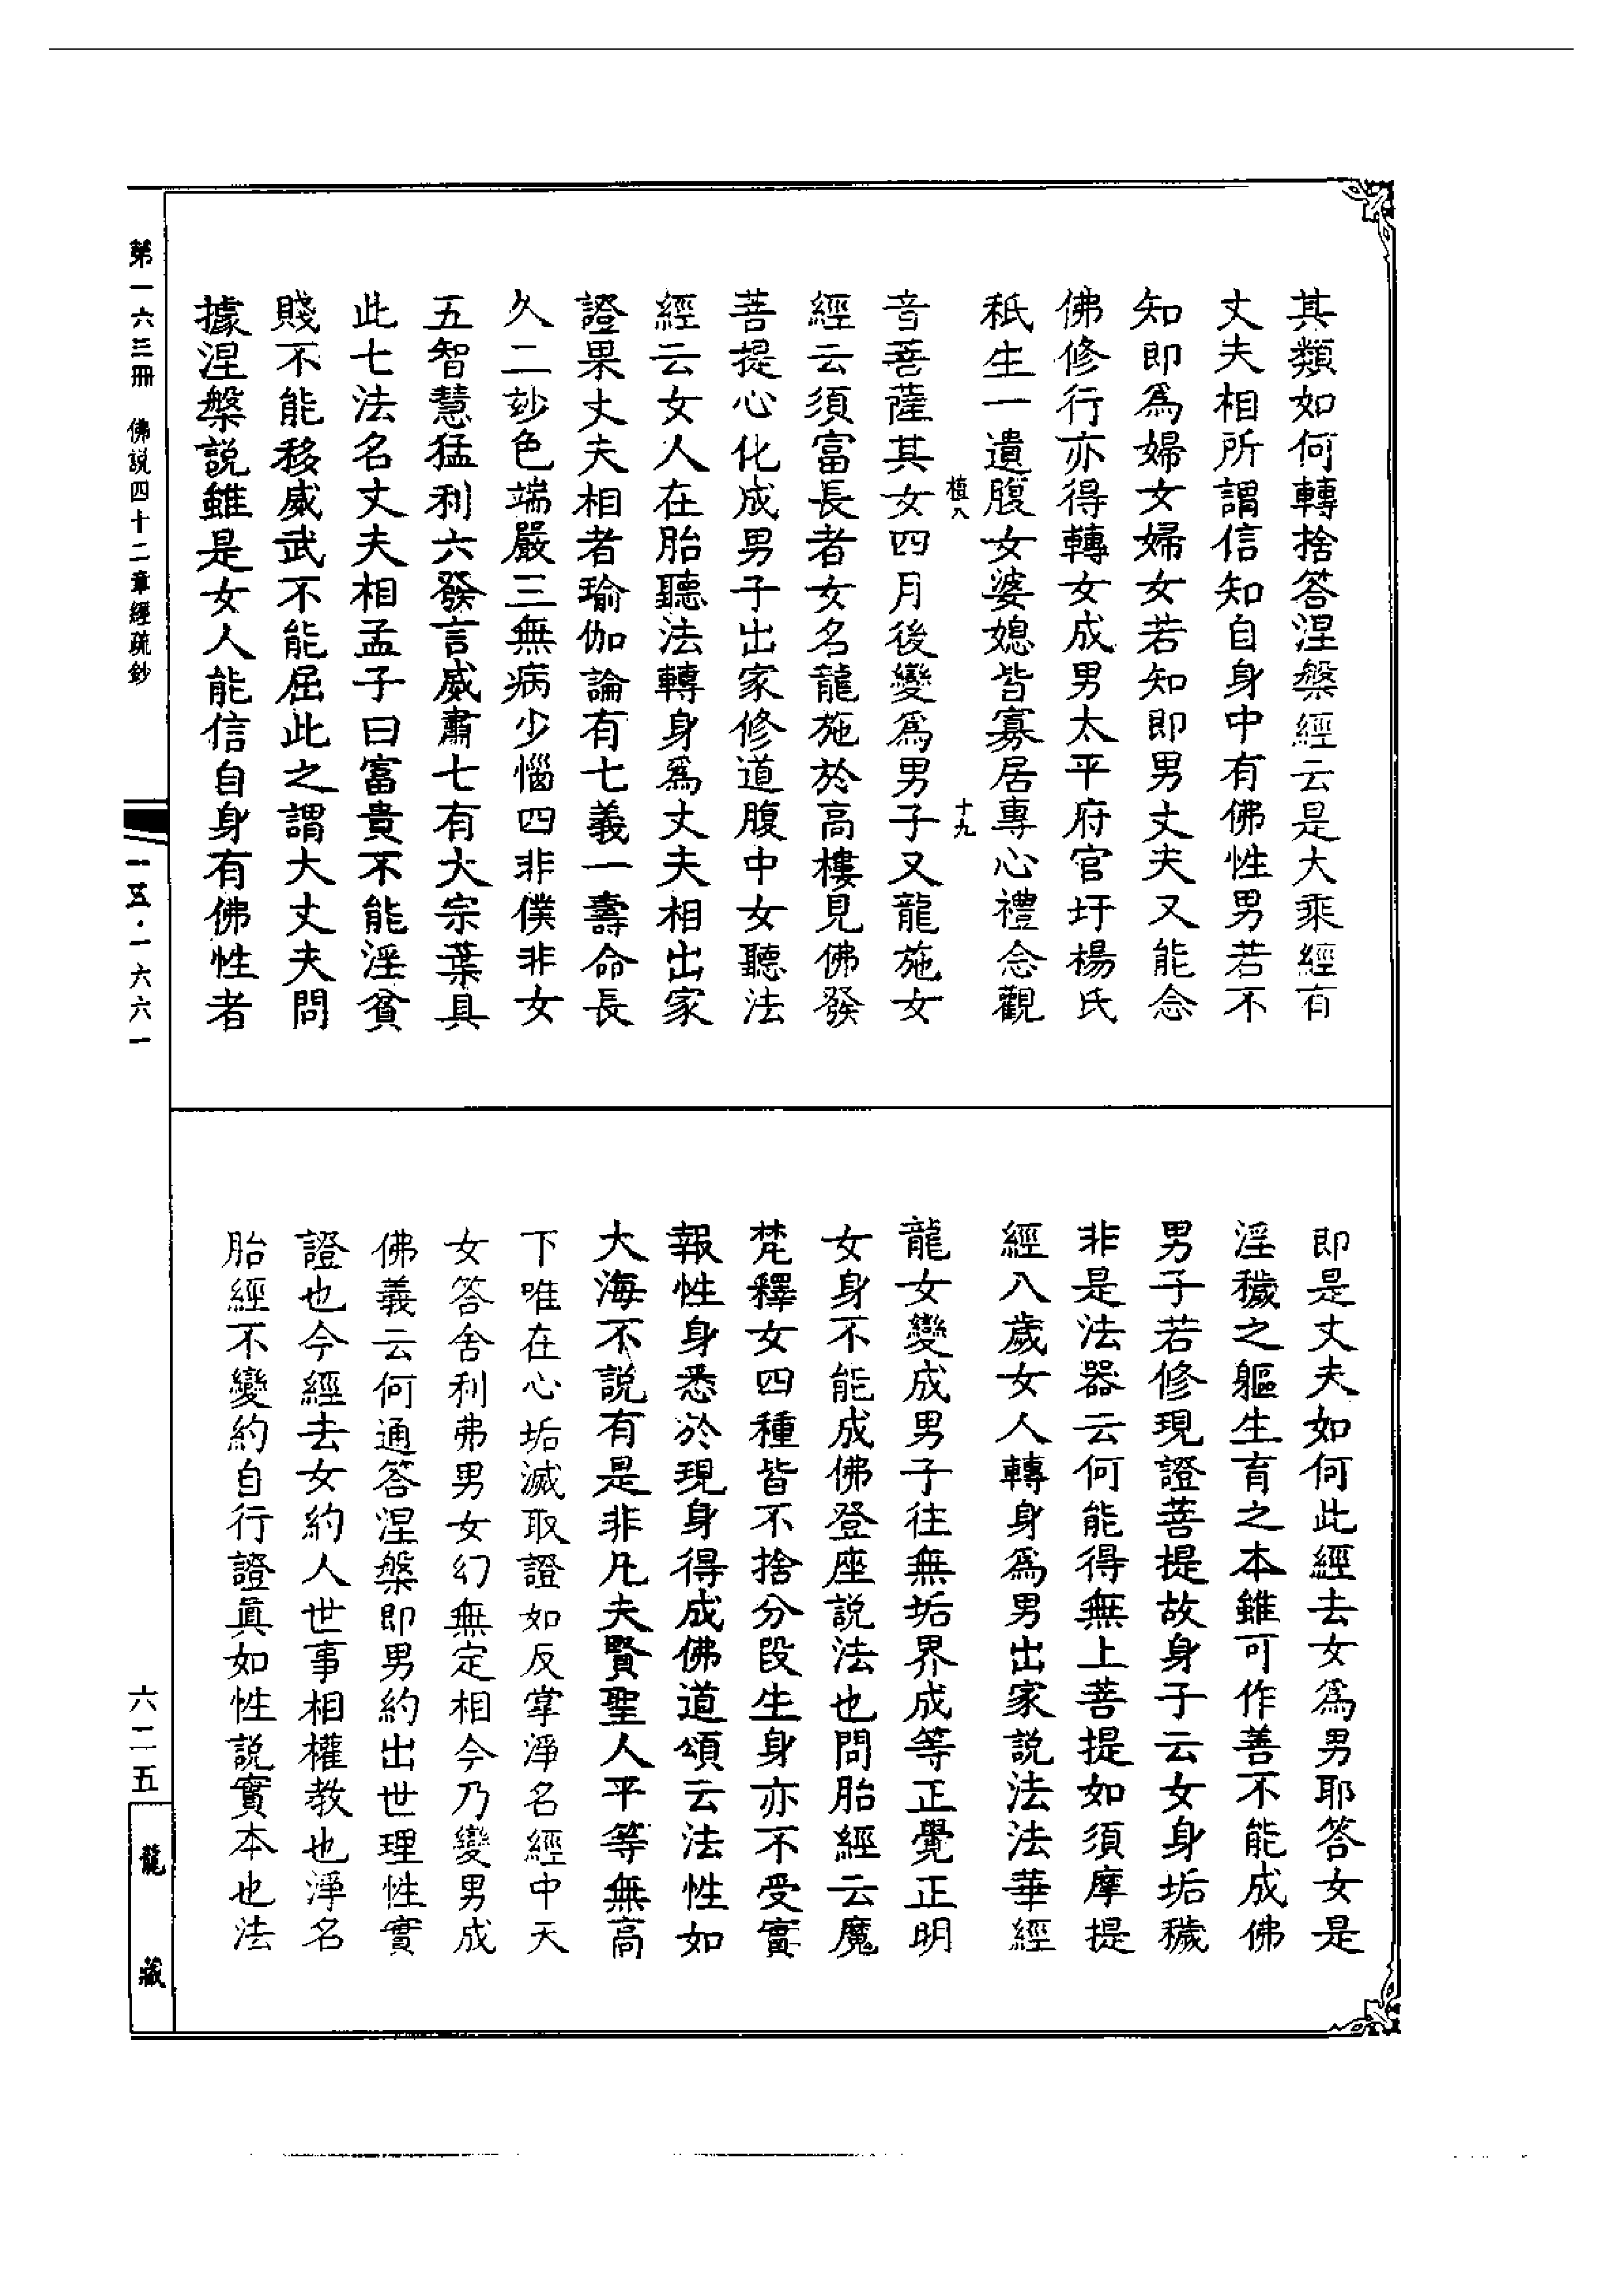 其類如何轉捨答涅槃經云是大乘經有
丈夫相所謂信知自身中有佛性男若不
知即爲婦女婦女若知即男丈夫又能念
佛修行亦得轉女成男太平府官圩楊氏
秖生一遺腹女婆媳皆寡居專心禮念觀
植八
十九
音菩薩其女四月後變爲男子又龍施女
經云須富長者女名龍施於高樓見佛發
菩提心化成男子出家修道腹中女聽法
經云女人在胎聽法轉身爲丈夫相出家
證果丈夫相者瑜伽論有七義一壽命長
久二妙色端嚴三無病少惱四非僕非女
五智慧猛利六發言威肅七有大宗葉具
此七法名丈夫相孟子曰富貴不能淫貧
賤不能移威武不能屈此之謂大丈夫問
據涅槃說雖是女人能信自身有佛性者
即是丈夫如何此經去女爲男耶答女是
淫穢之軀生育之本雖可作善不能成佛
男子若修現證菩提故身子云女身垢穢
非是法器云何能得無上菩提如須摩提
經八歲女人轉身爲男出家說法法華經
龍女變成男子往無垢界成等正覺正明
女身不能成佛登座說法也問胎經云魔
梵釋女四種皆不捨分段生身亦不受實
報性身悉於現身得成佛道頌云法性如
大海不說有是非凡夫賢聖人平等無高
下唯在心垢滅取證如反掌淨名經中天
女答舍利弗男女幻無定相今乃變男成
佛義云何通答涅槃即男約出世理性實
證也今經去女約人世事相權教也淨名
胎經不變約自行證眞如性說實本也法
第一六三冊 佛說四十二章經疏鈔
一五·一六六一
六二五
龍藏